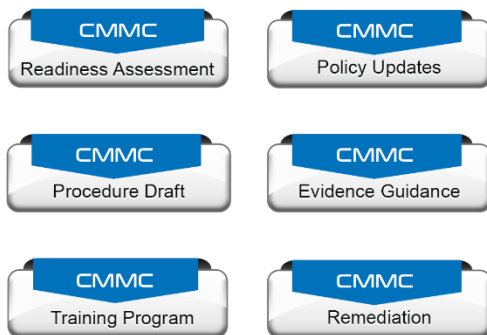 CMMC
Readiness Assessment
CMMC
Policy Updates
CMMC
Procedure Draft
CMMC
Evidence Guidance
CMMC
Training Program
CMMC
Remediation